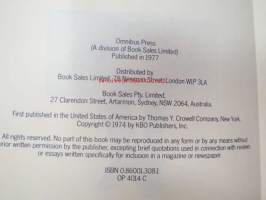 Omnibus Press
(A division of Book Sales Limited)
Published in 1977
Distributed by
Book Sales Limited, 78 Newman Street, London W1P 3LA
Book Sales Pty. Limited,
27 Clarendon Street, Artarmon, Sydney, NSW 2064, Australia.
First published in the United States by Thomas Y. Crowell Company, New York.
Copyright © 1974 by KBO Publishers, Inc.
All rights reserved. No part of this book may be reproduced in any form or by any means without
prior written permission by the publisher, accepting brief quotations used in connection with reviews
or essays written specifically for inclusion in a magazine or newspaper.
ISBN 0.86001.308.1
OP 4014 C